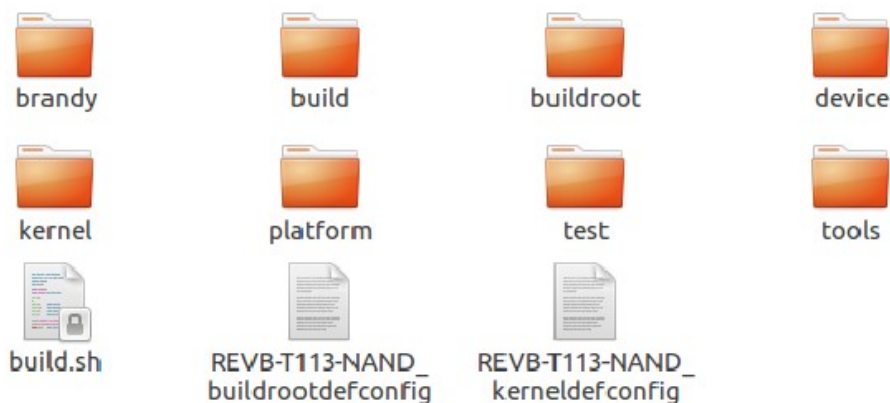 brandy build buildroot device
kernel platform test tools
build.sh REVB-T113-NAND_ REVB-T113-NAND_
buildrootdefconfig kerneldefconfig